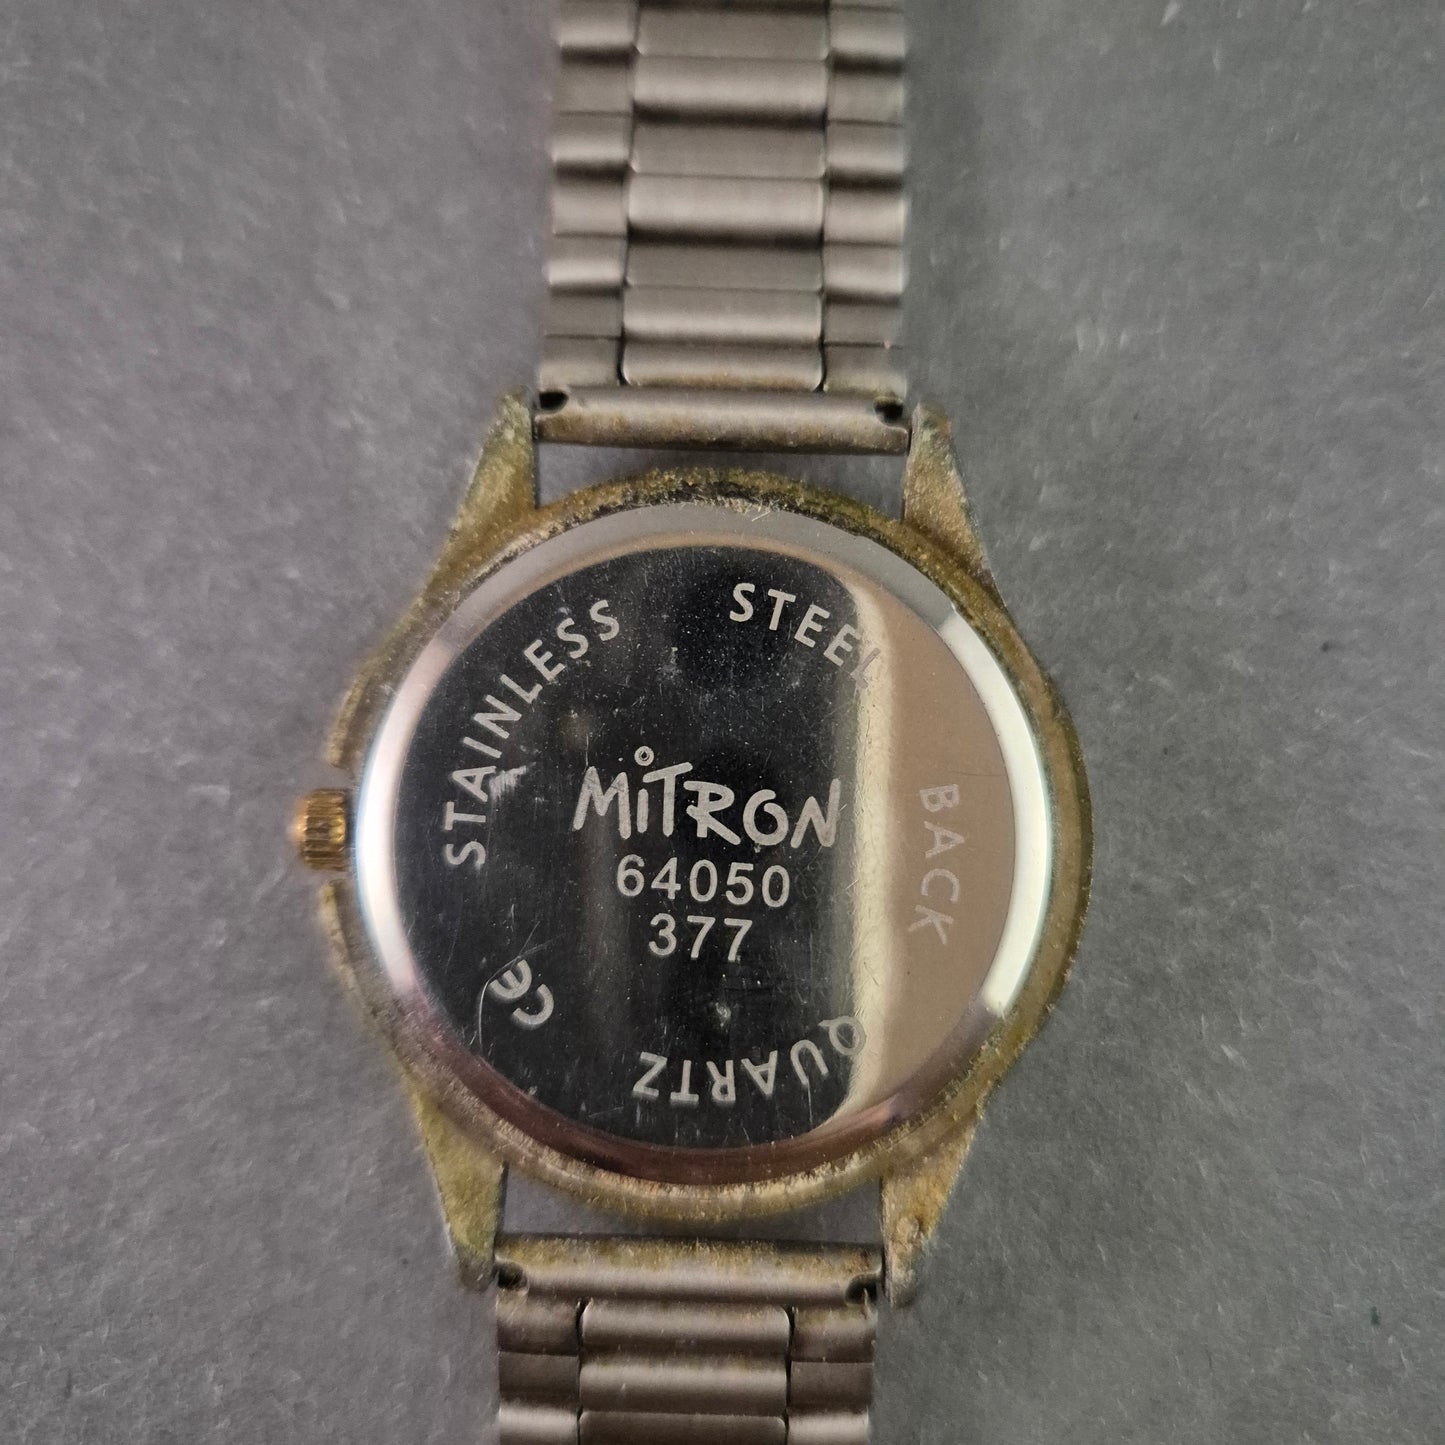 STAINLESS STEEL BACK
MiTRON
64050
377
CE
QUARTZ